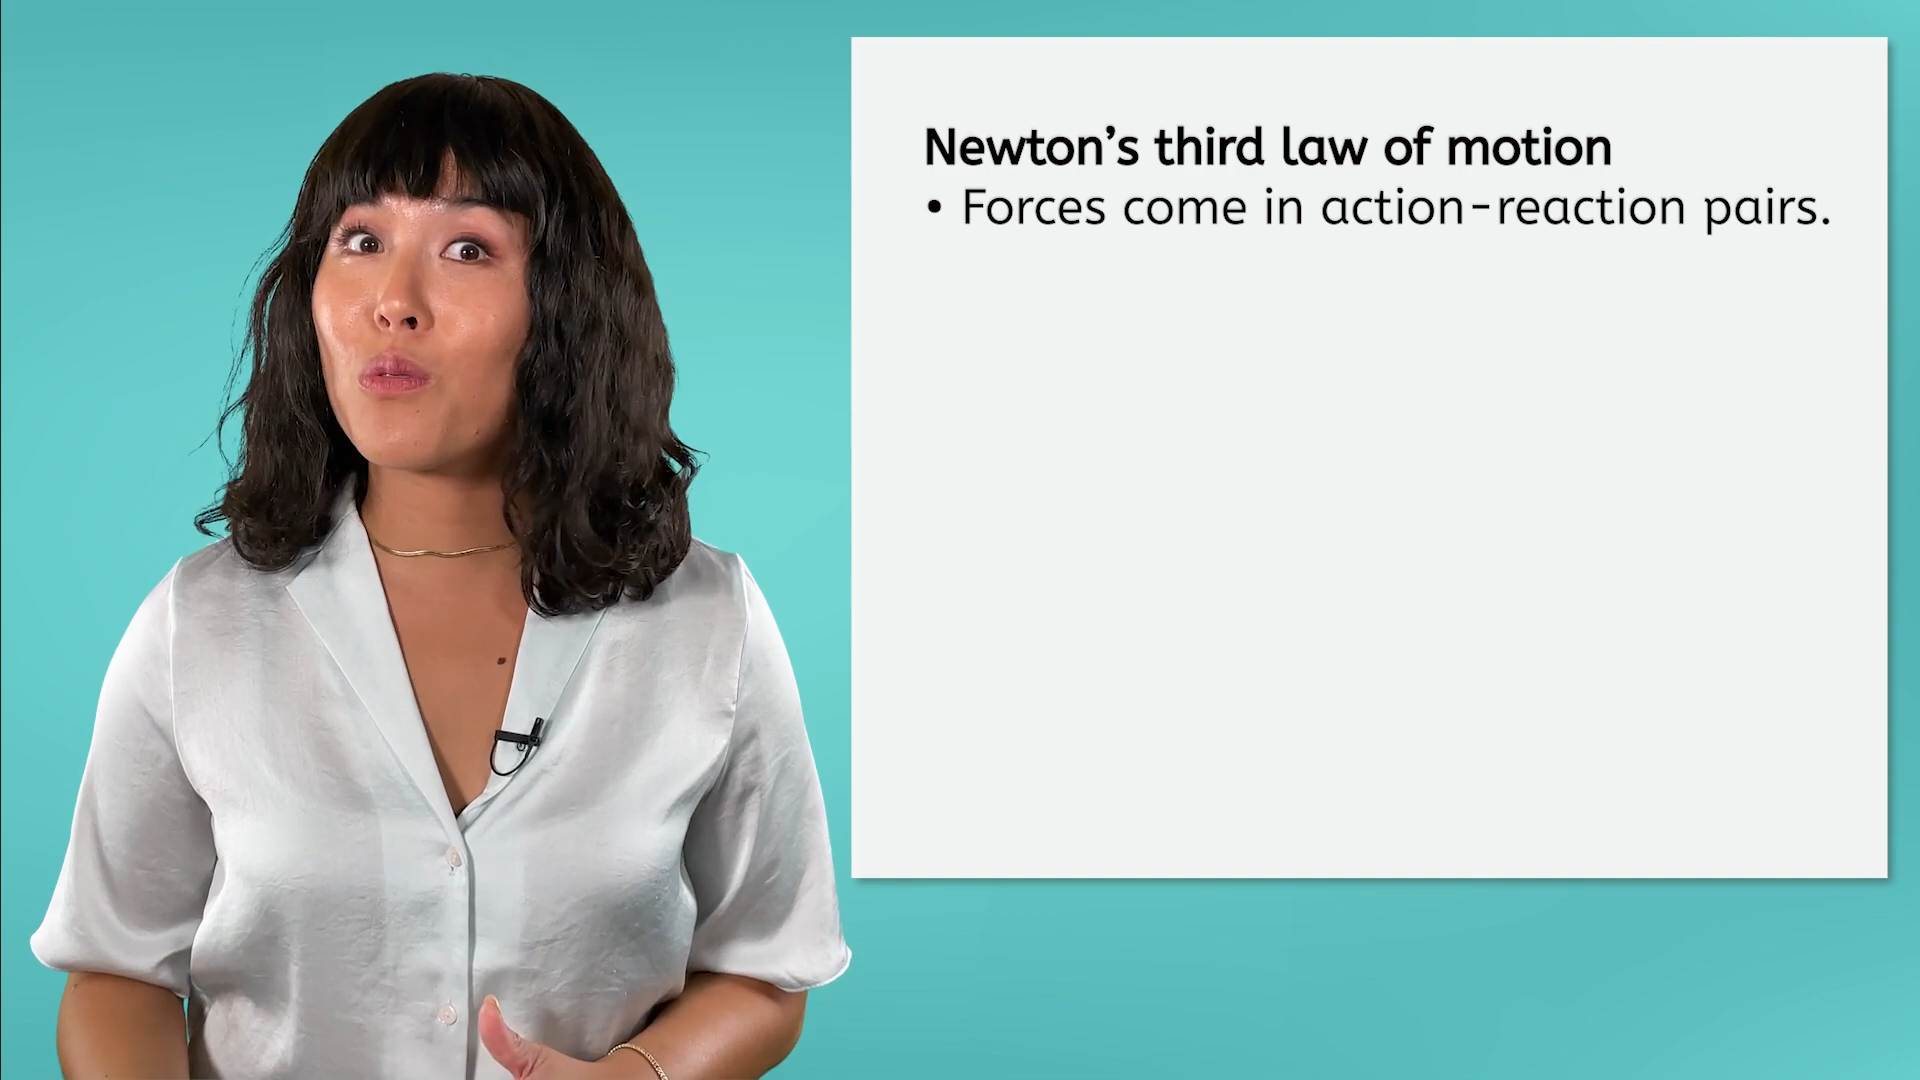 Newton’s third law of motion
• Forces come in action-reaction pairs.